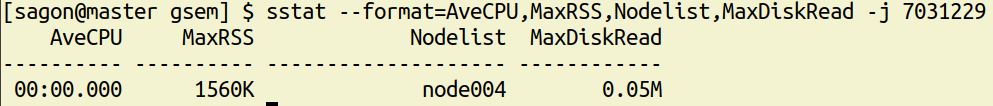 [sagon@master gsem] $ sstat --format=AveCPU,MaxRSS,Nodelist,MaxDiskRead -j 7031229
    AveCPU     MaxRSS             Nodelist  MaxDiskRead
---------- ---------- -------------------- ------------
 00:00.000      1560K              node004        0.05M